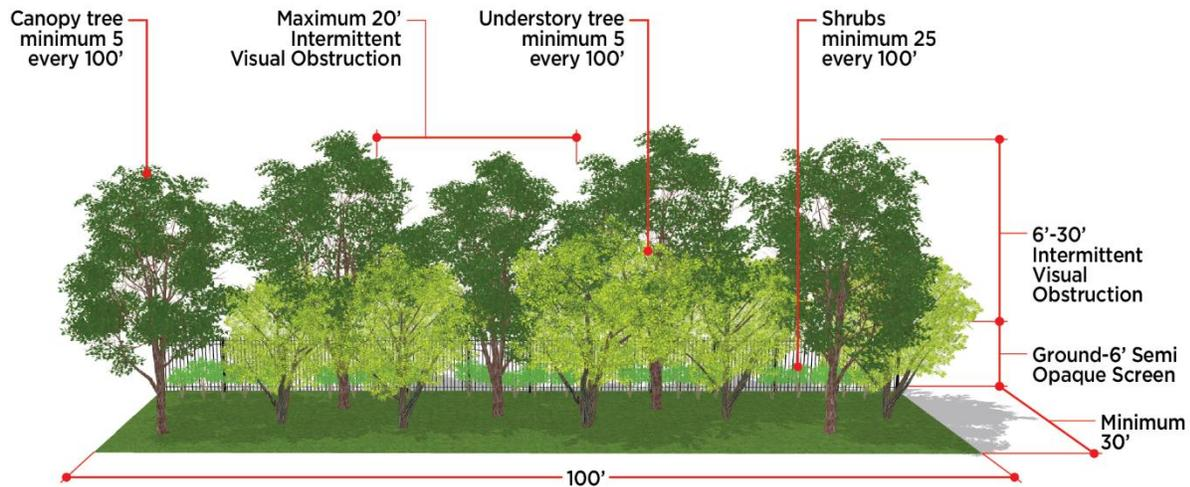 Canopy tree
minimum 5
every 100’
Maximum 20’
Intermittent
Visual Obstruction
Understory tree
minimum 5
every 100’
Shrubs
minimum 25
every 100’
6’-30’
Intermittent
Visual
Obstruction
Ground-6’ Semi
Opaque Screen
Minimum
30’
100’